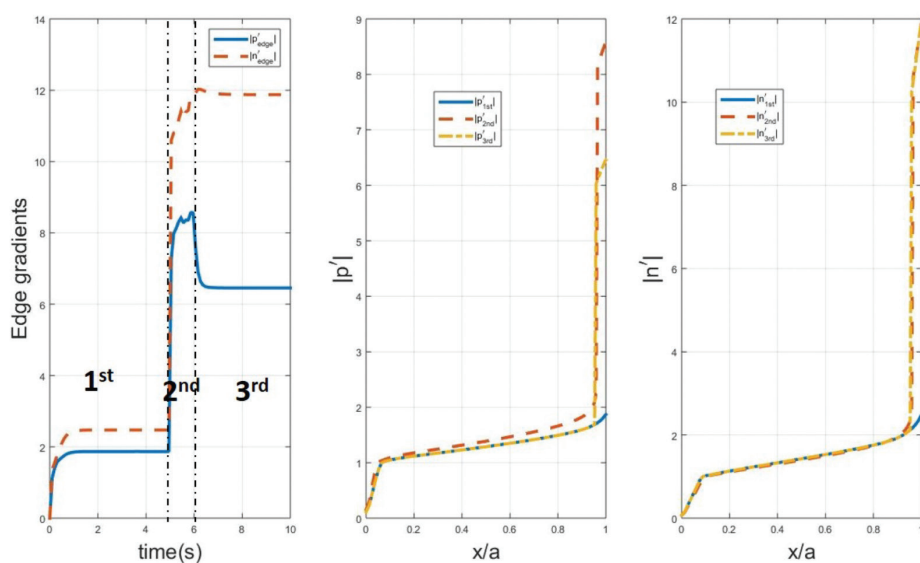 14
12
10
8
6
4
2
0
Edge gradients
|p′edge|
|n′edge|
1st
2nd
3rd
0 2 4 6 8 10
time(s)
9
8
7
6
5
4
3
2
1
0
|p′|
|p′1st|
|p′2nd|
|p′3rd|
0 0.2 0.4 0.6 0.8 1
x/a
12
10
8
6
4
2
0
|n′|
|n′1st|
|n′2nd|
|n′3rd|
0 0.2 0.4 0.6 0.8 1
x/a